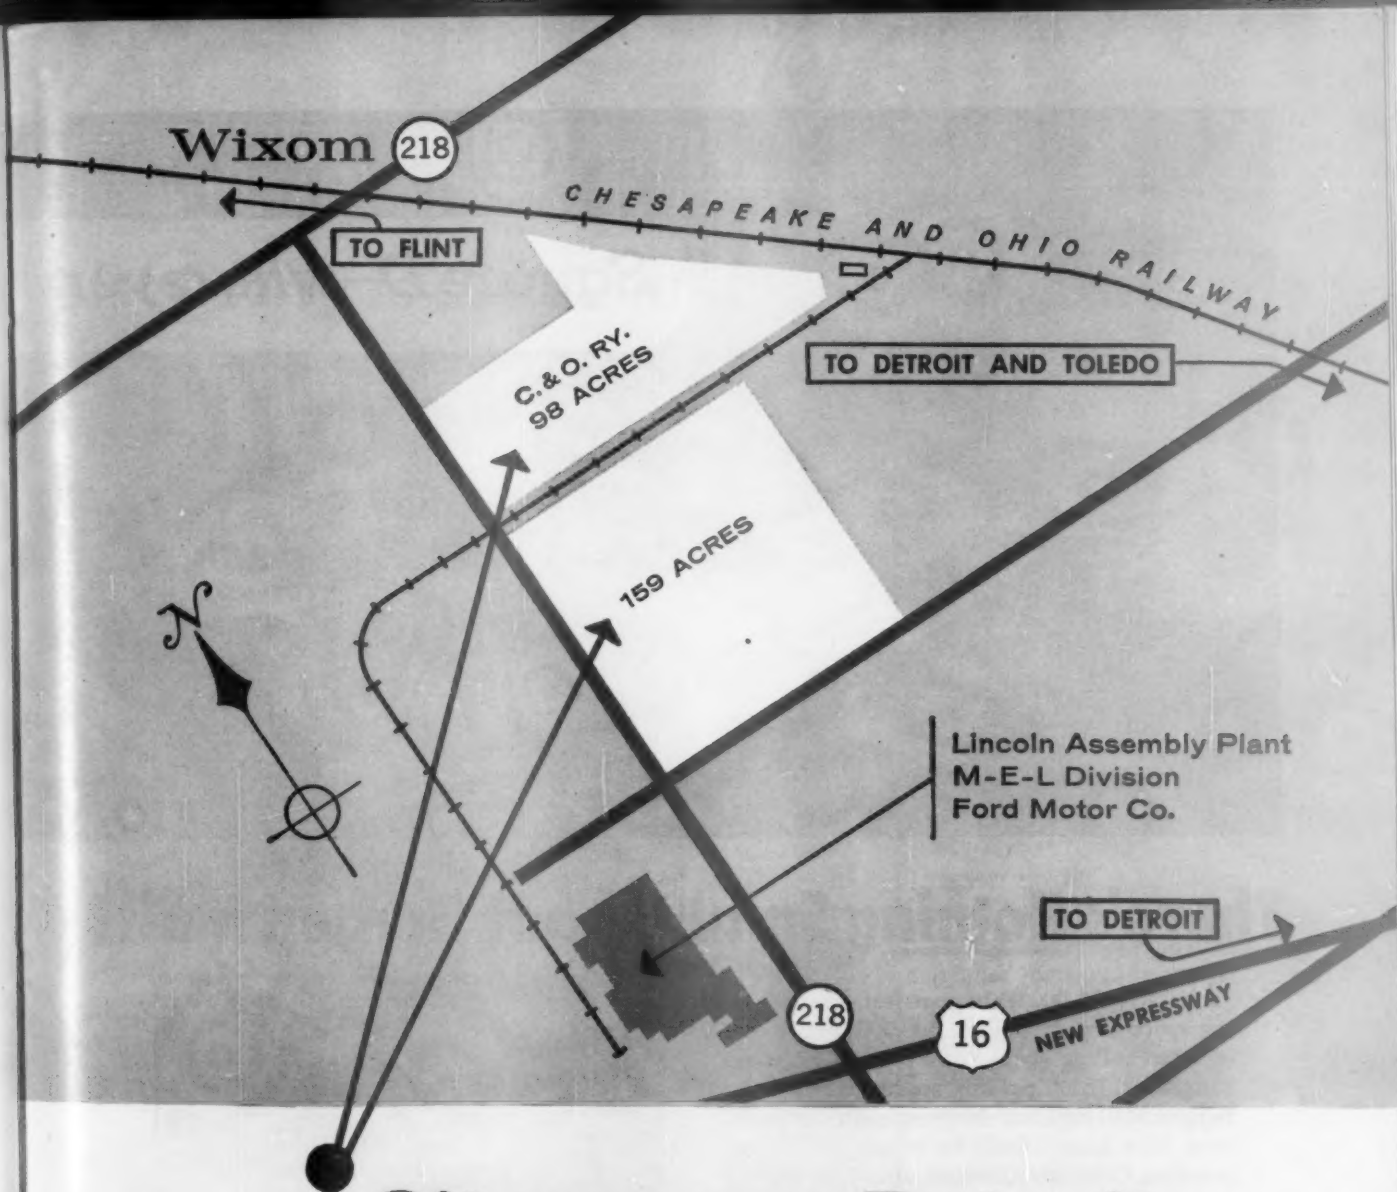 Wixom
218
CHESAPEAKE AND OHIO RAILWAY
TO FLINT
C. & O. RY.
98 ACRES
TO DETROIT AND TOLEDO
159 ACRES
N
Lincoln Assembly Plant
M-E-L Division
Ford Motor Co.
TO DETROIT
218
16
NEW EXPRESSWAY